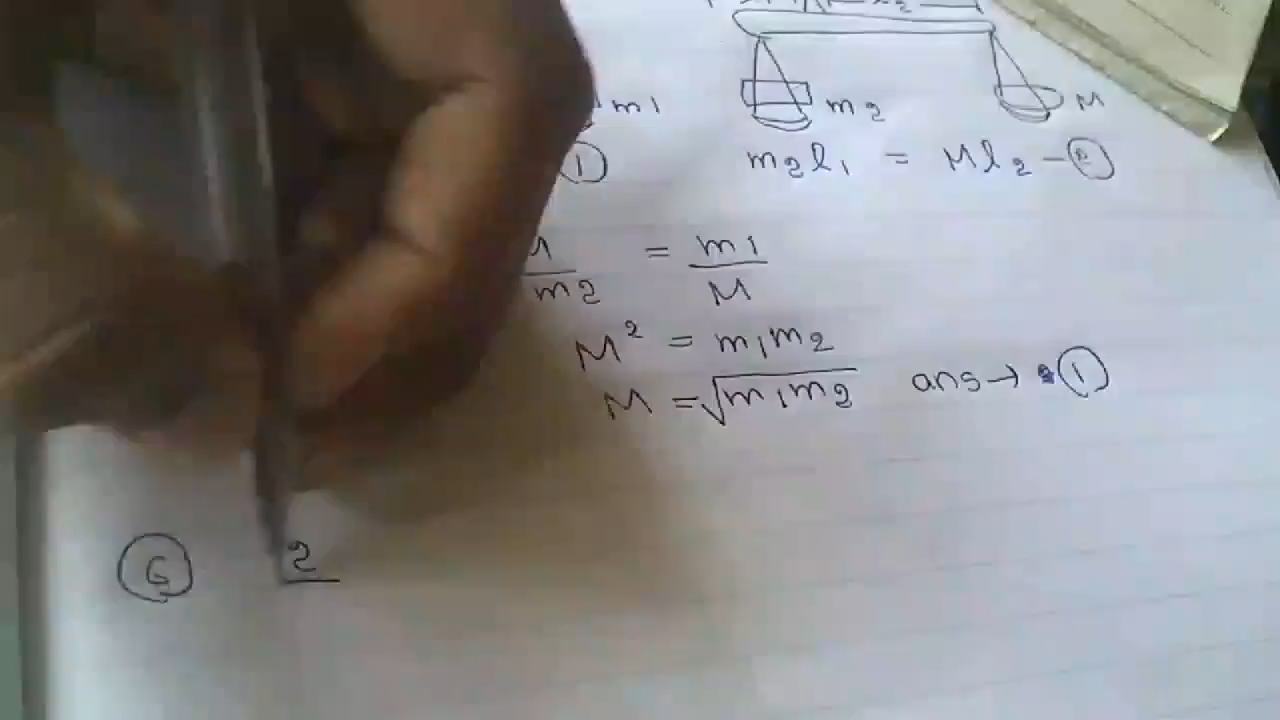 m1 m2 M
① m2l1 = Ml2 - ②
M/m2 = m1/M
M² = m1m2
M = √m1m2 ans → ①
⑥ 2